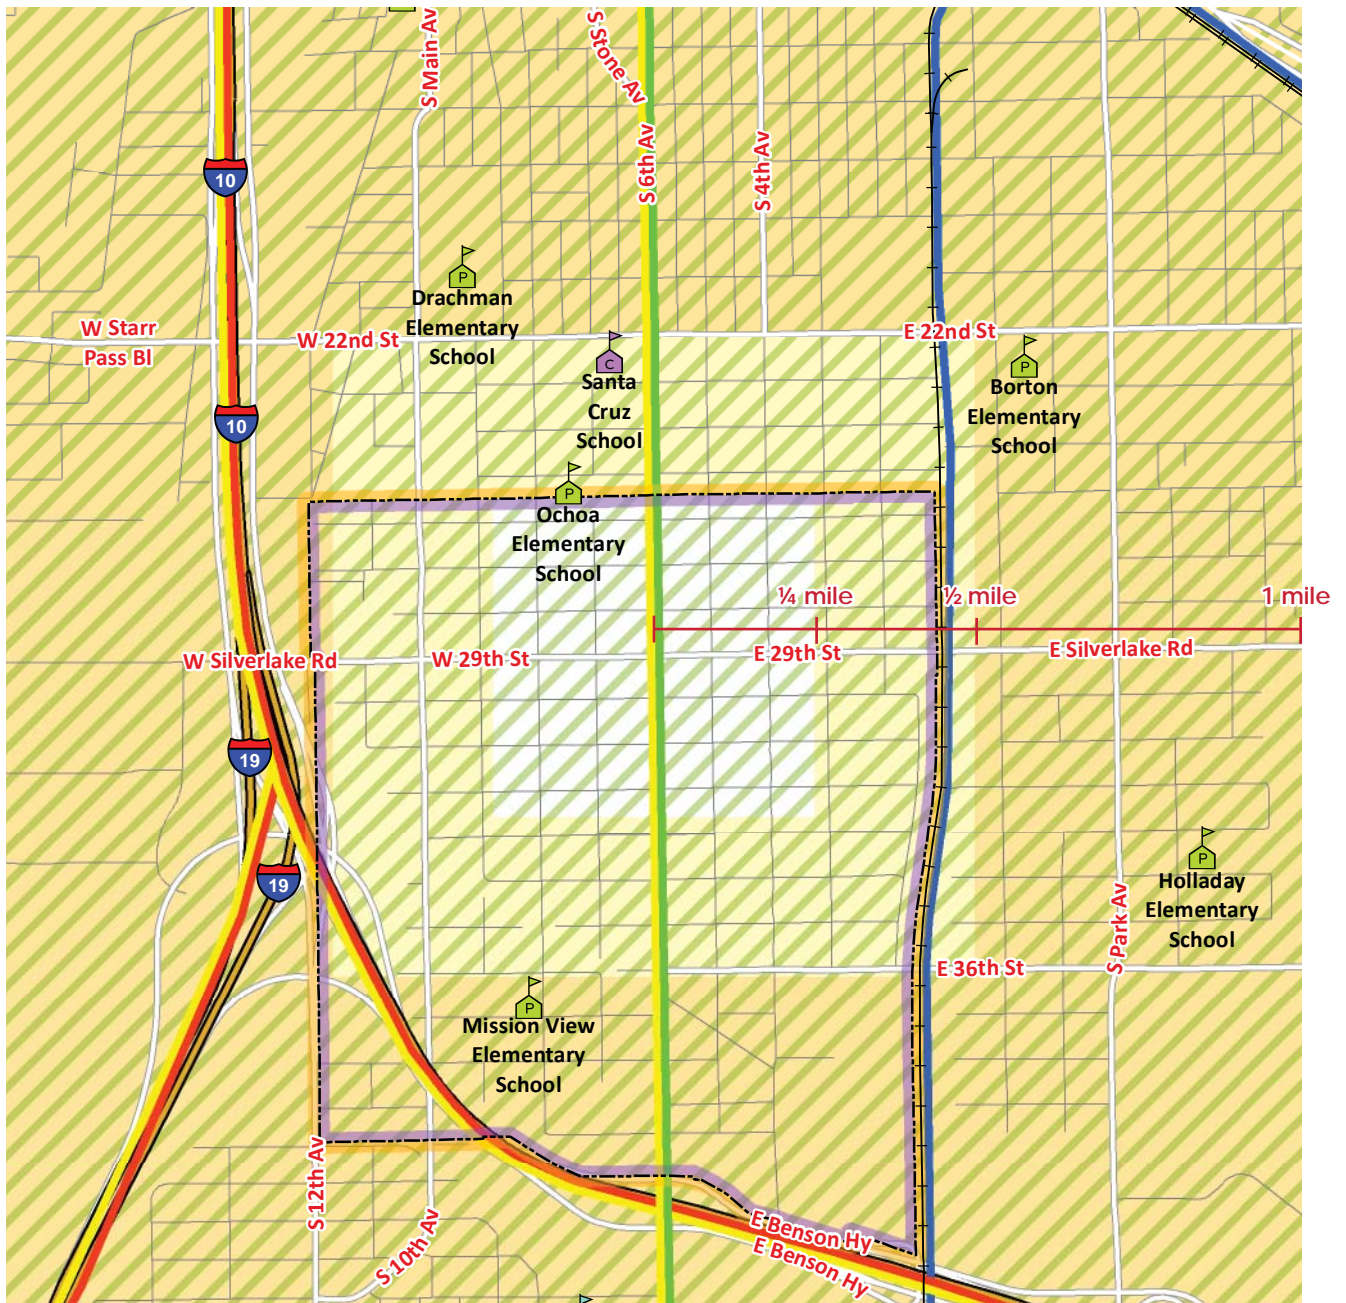 S Main Av
S Stone Av
S 6th Av
S 4th Av
10
P
Drachman
Elementary
School
W Starr
Pass Bl
W 22nd St
E 22nd St
C
Santa
Cruz
School
P
Borton
Elementary
School
10
P
Ochoa
Elementary
School
¼ mile
½ mile
1 mile
W Silverlake Rd
W 29th St
E 29th St
E Silverlake Rd
19
19
P
Holladay
Elementary
School
S Park Av
E 36th St
P
Mission View
Elementary
School
S 12th Av
S 10th Av
E Benson Hy
E Benson Hy